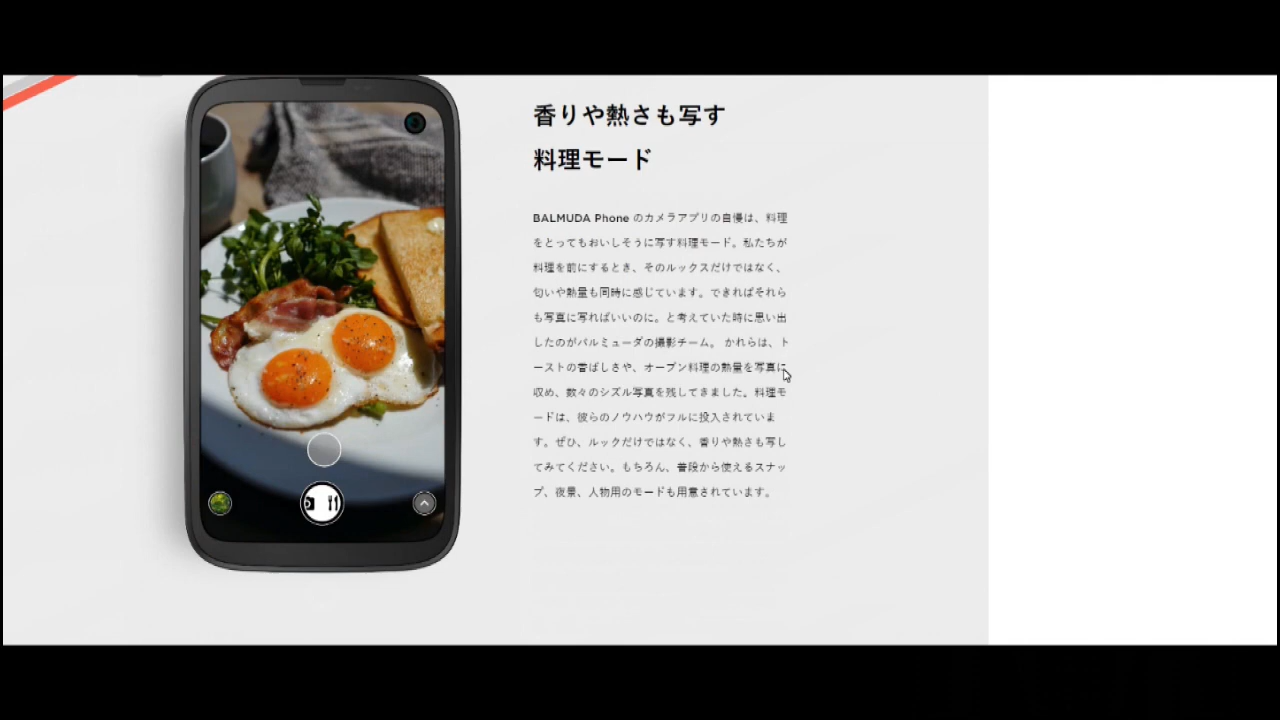 香りや熱さも写す
料理モード
BALMUDA Phone のカメラアプリの自慢は、料理
をとってもおいしそうに写す料理モード。私たちが
料理を前にするとき、そのルックスだけではなく、
匂いや熱量も同時に感じています。できればそれら
も写真に写ればいいのに。と考えていた時に思い出
したのがバルミューダの撮影チーム。 かれらは、ト
ーストの香ばしさや、オーブン料理の熱量を写真に
収め、数々のシズル写真を残してきました。料理モ
ードは、彼らのノウハウがフルに投入されていま
す。ぜひ、ルックだけではなく、香りや熱さも写し
てみてください。もちろん、普段から使えるスナッ
プ、夜景、人物用のモードも用意されています。